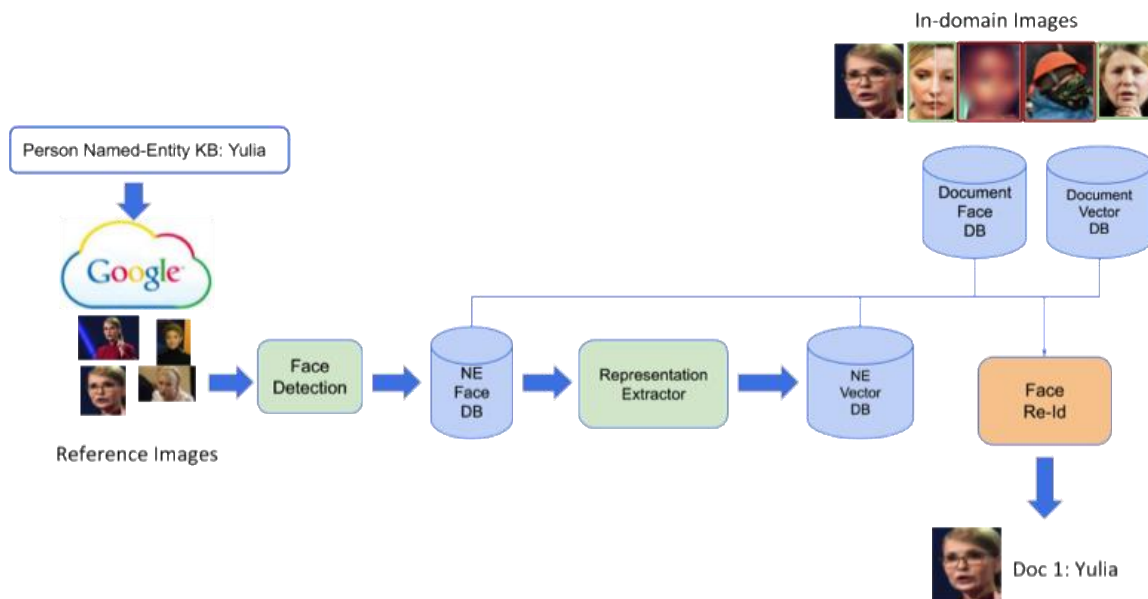 In-domain Images
Person Named-Entity KB: Yulia
Google
Document
Face
DB
Document
Vector
DB
Face
Detection
NE
Face
DB
Representation
Extractor
NE
Vector
DB
Face
Re-Id
Reference Images
Doc 1: Yulia